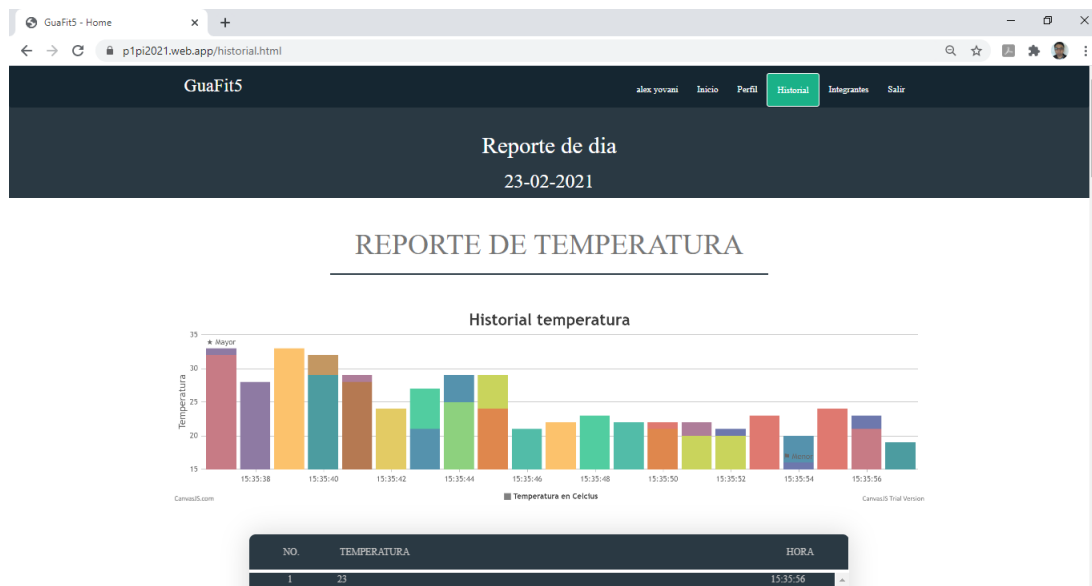 GuaFit5 - Home
p1pi2021.web.app/historial.html
GuaFit5
alex yovani Inicio Perfil Historial Integrantes Salir
Reporte de dia
23-02-2021
REPORTE DE TEMPERATURA
Historial temperatura
Temperatura
35
30
25
20
15
★ Mayor
Mayor
15:35:38 15:35:40 15:35:42 15:35:44 15:35:46 15:35:48 15:35:50 15:35:52 15:35:54 15:35:56
CanvasJS.com
Temperatura en Celcius
CanvasJS Trial Version
NO. TEMPERATURA HORA
1 23 15:35:56